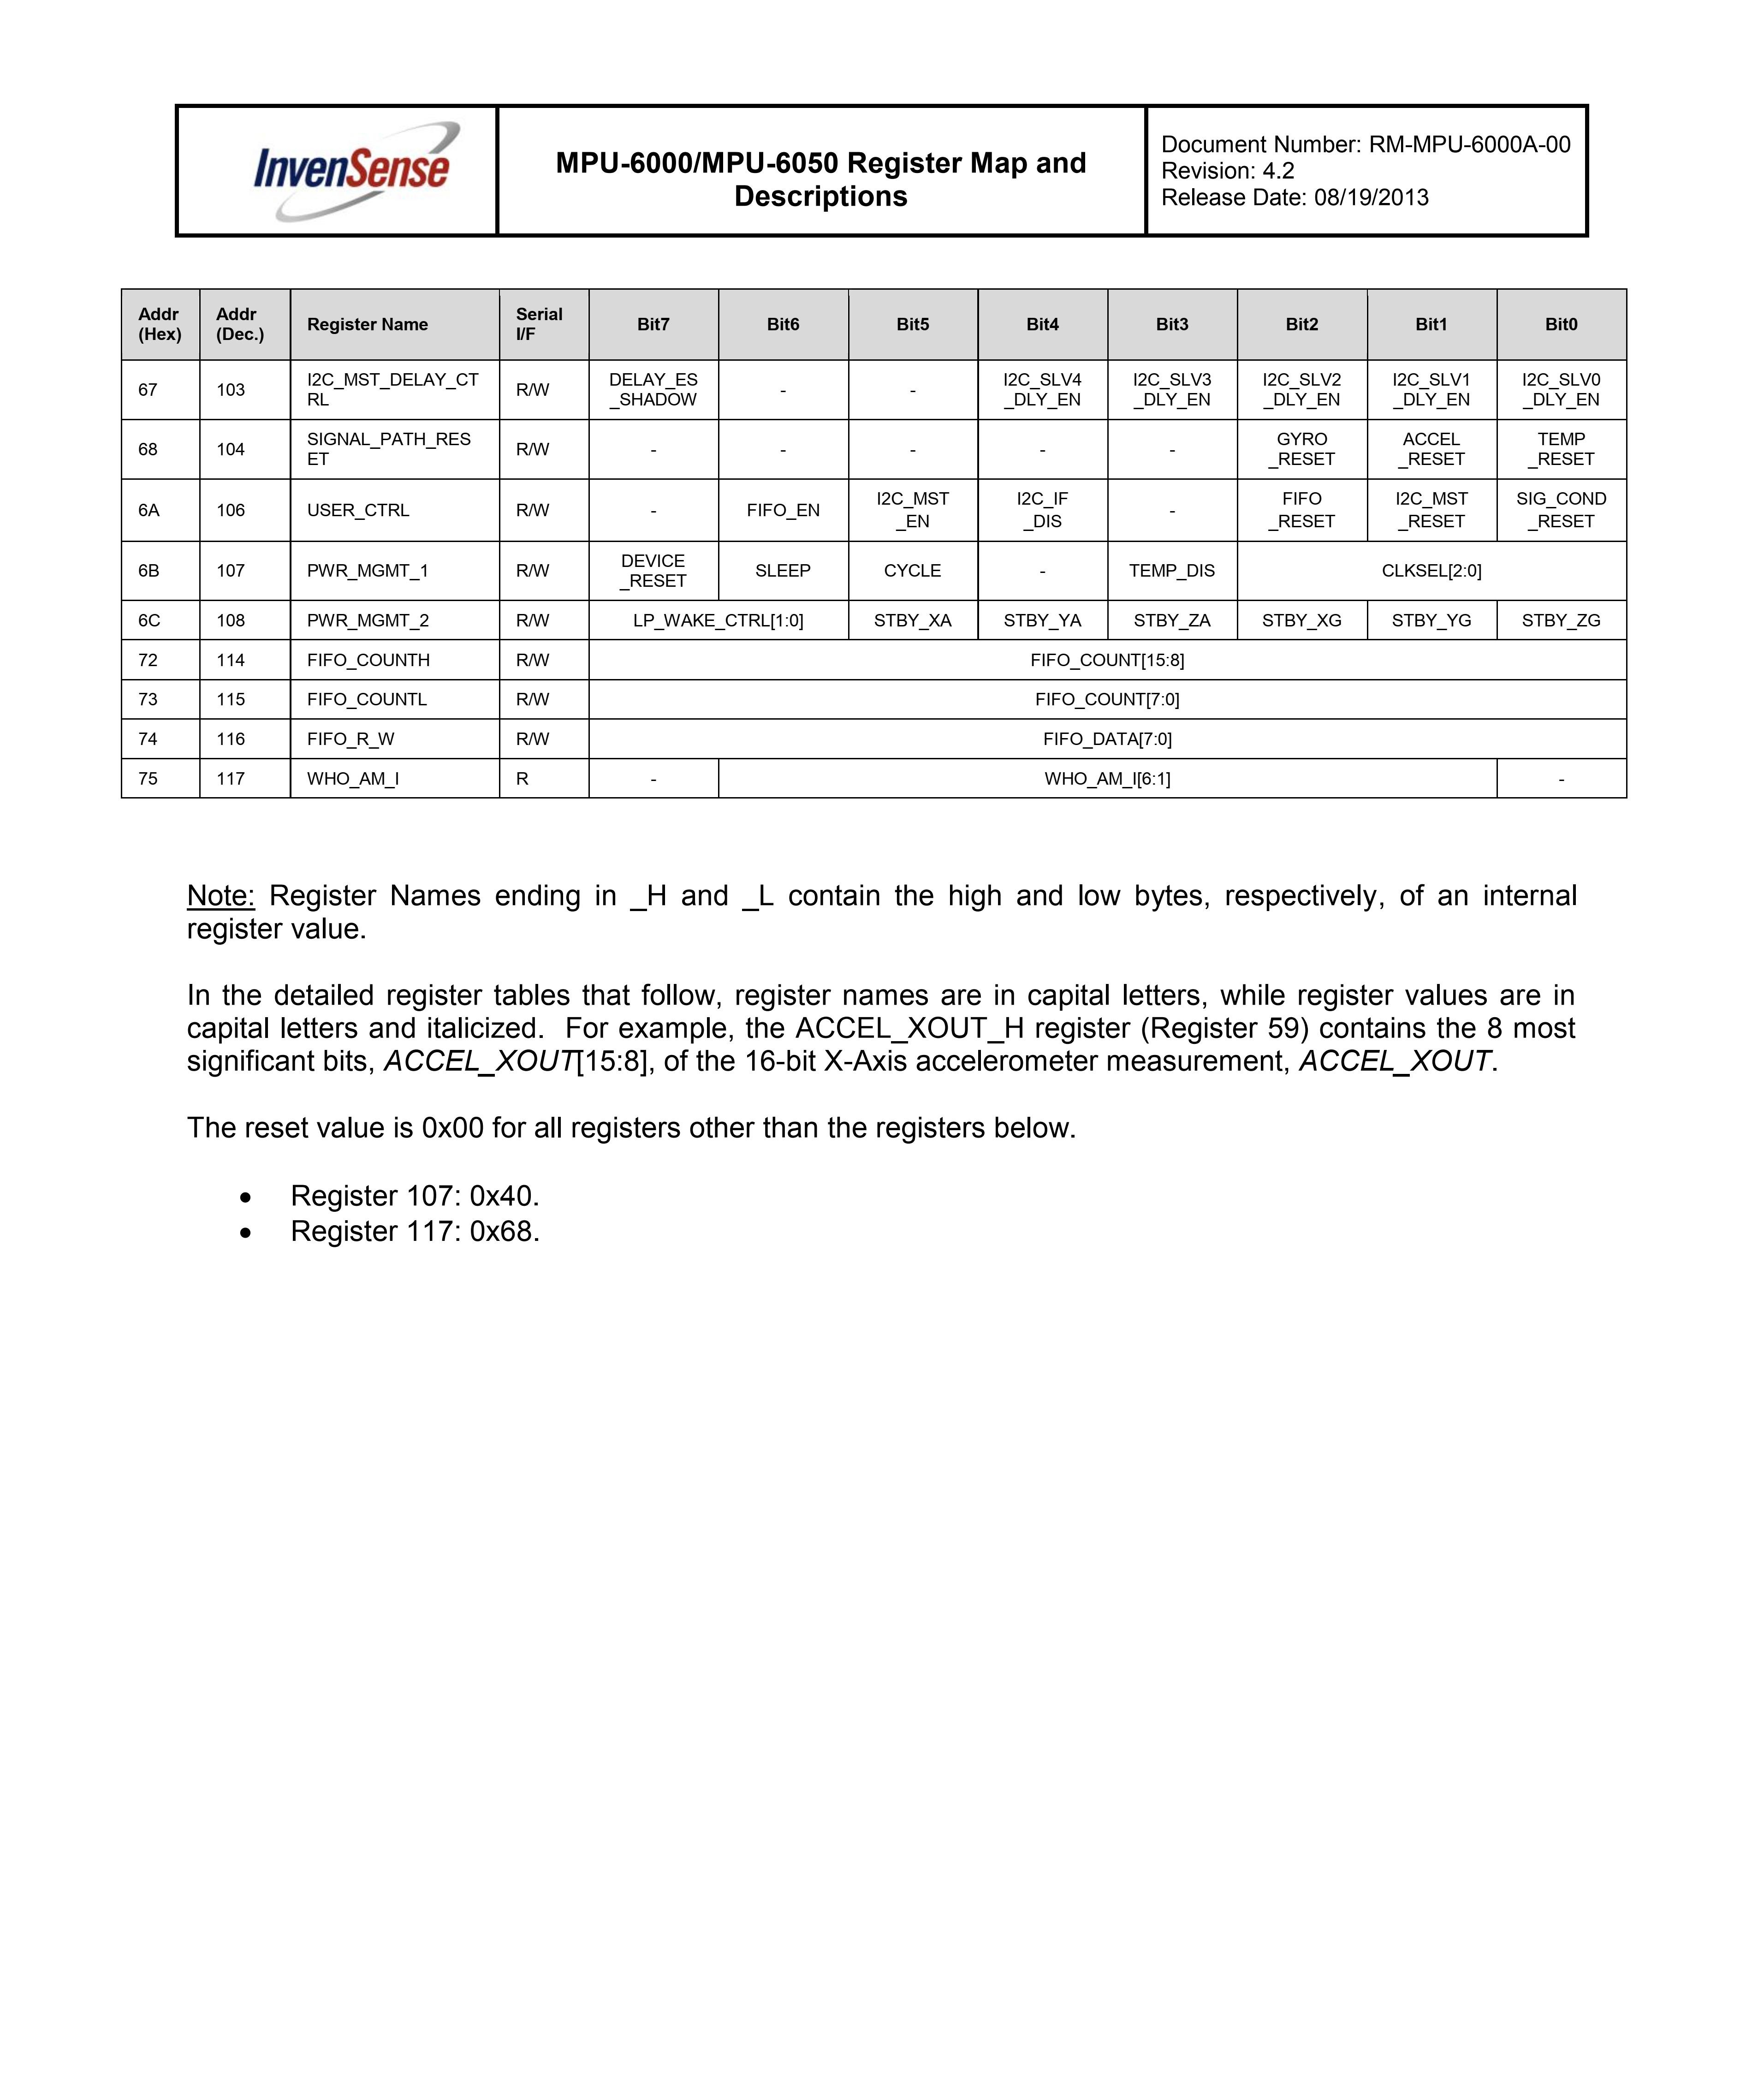 InvenSense
MPU-6000/MPU-6050 Register Map and
Descriptions
Document Number: RM-MPU-6000A-00
Revision: 4.2
Release Date: 08/19/2013
Addr (Hex) Addr (Dec.) Register Name Serial I/F Bit7 Bit6 Bit5 Bit4 Bit3 Bit2 Bit1 Bit0
67 103 I2C_MST_DELAY_CTRL R/W DELAY_ES_SHADOW - - I2C_SLV4_DLY_EN I2C_SLV3_DLY_EN I2C_SLV2_DLY_EN I2C_SLV1_DLY_EN I2C_SLV0_DLY_EN
68 104 SIGNAL_PATH_RESET R/W - - - - - GYRO_RESET ACCEL_RESET TEMP_RESET
6A 106 USER_CTRL R/W - FIFO_EN I2C_MST_EN I2C_IF_DIS - FIFO_RESET I2C_MST_RESET SIG_COND_RESET
6B 107 PWR_MGMT_1 R/W DEVICE_RESET SLEEP CYCLE - TEMP_DIS CLKSEL[2:0]
6C 108 PWR_MGMT_2 R/W LP_WAKE_CTRL[1:0] STBY_XA STBY_YA STBY_ZA STBY_XG STBY_YG STBY_ZG
72 114 FIFO_COUNTH R/W FIFO_COUNT[15:8]
73 115 FIFO_COUNTL R/W FIFO_COUNT[7:0]
74 116 FIFO_R_W R/W FIFO_DATA[7:0]
75 117 WHO_AM_I R - WHO_AM_I[6:1] -
Note: Register Names ending in _H and _L contain the high and low bytes, respectively, of an internal
register value.
In the detailed register tables that follow, register names are in capital letters, while register values are in
capital letters and italicized. For example, the ACCEL_XOUT_H register (Register 59) contains the 8 most
significant bits, ACCEL_XOUT[15:8], of the 16-bit X-Axis accelerometer measurement, ACCEL_XOUT.
The reset value is 0x00 for all registers other than the registers below.
• Register 107: 0x40.
• Register 117: 0x68.